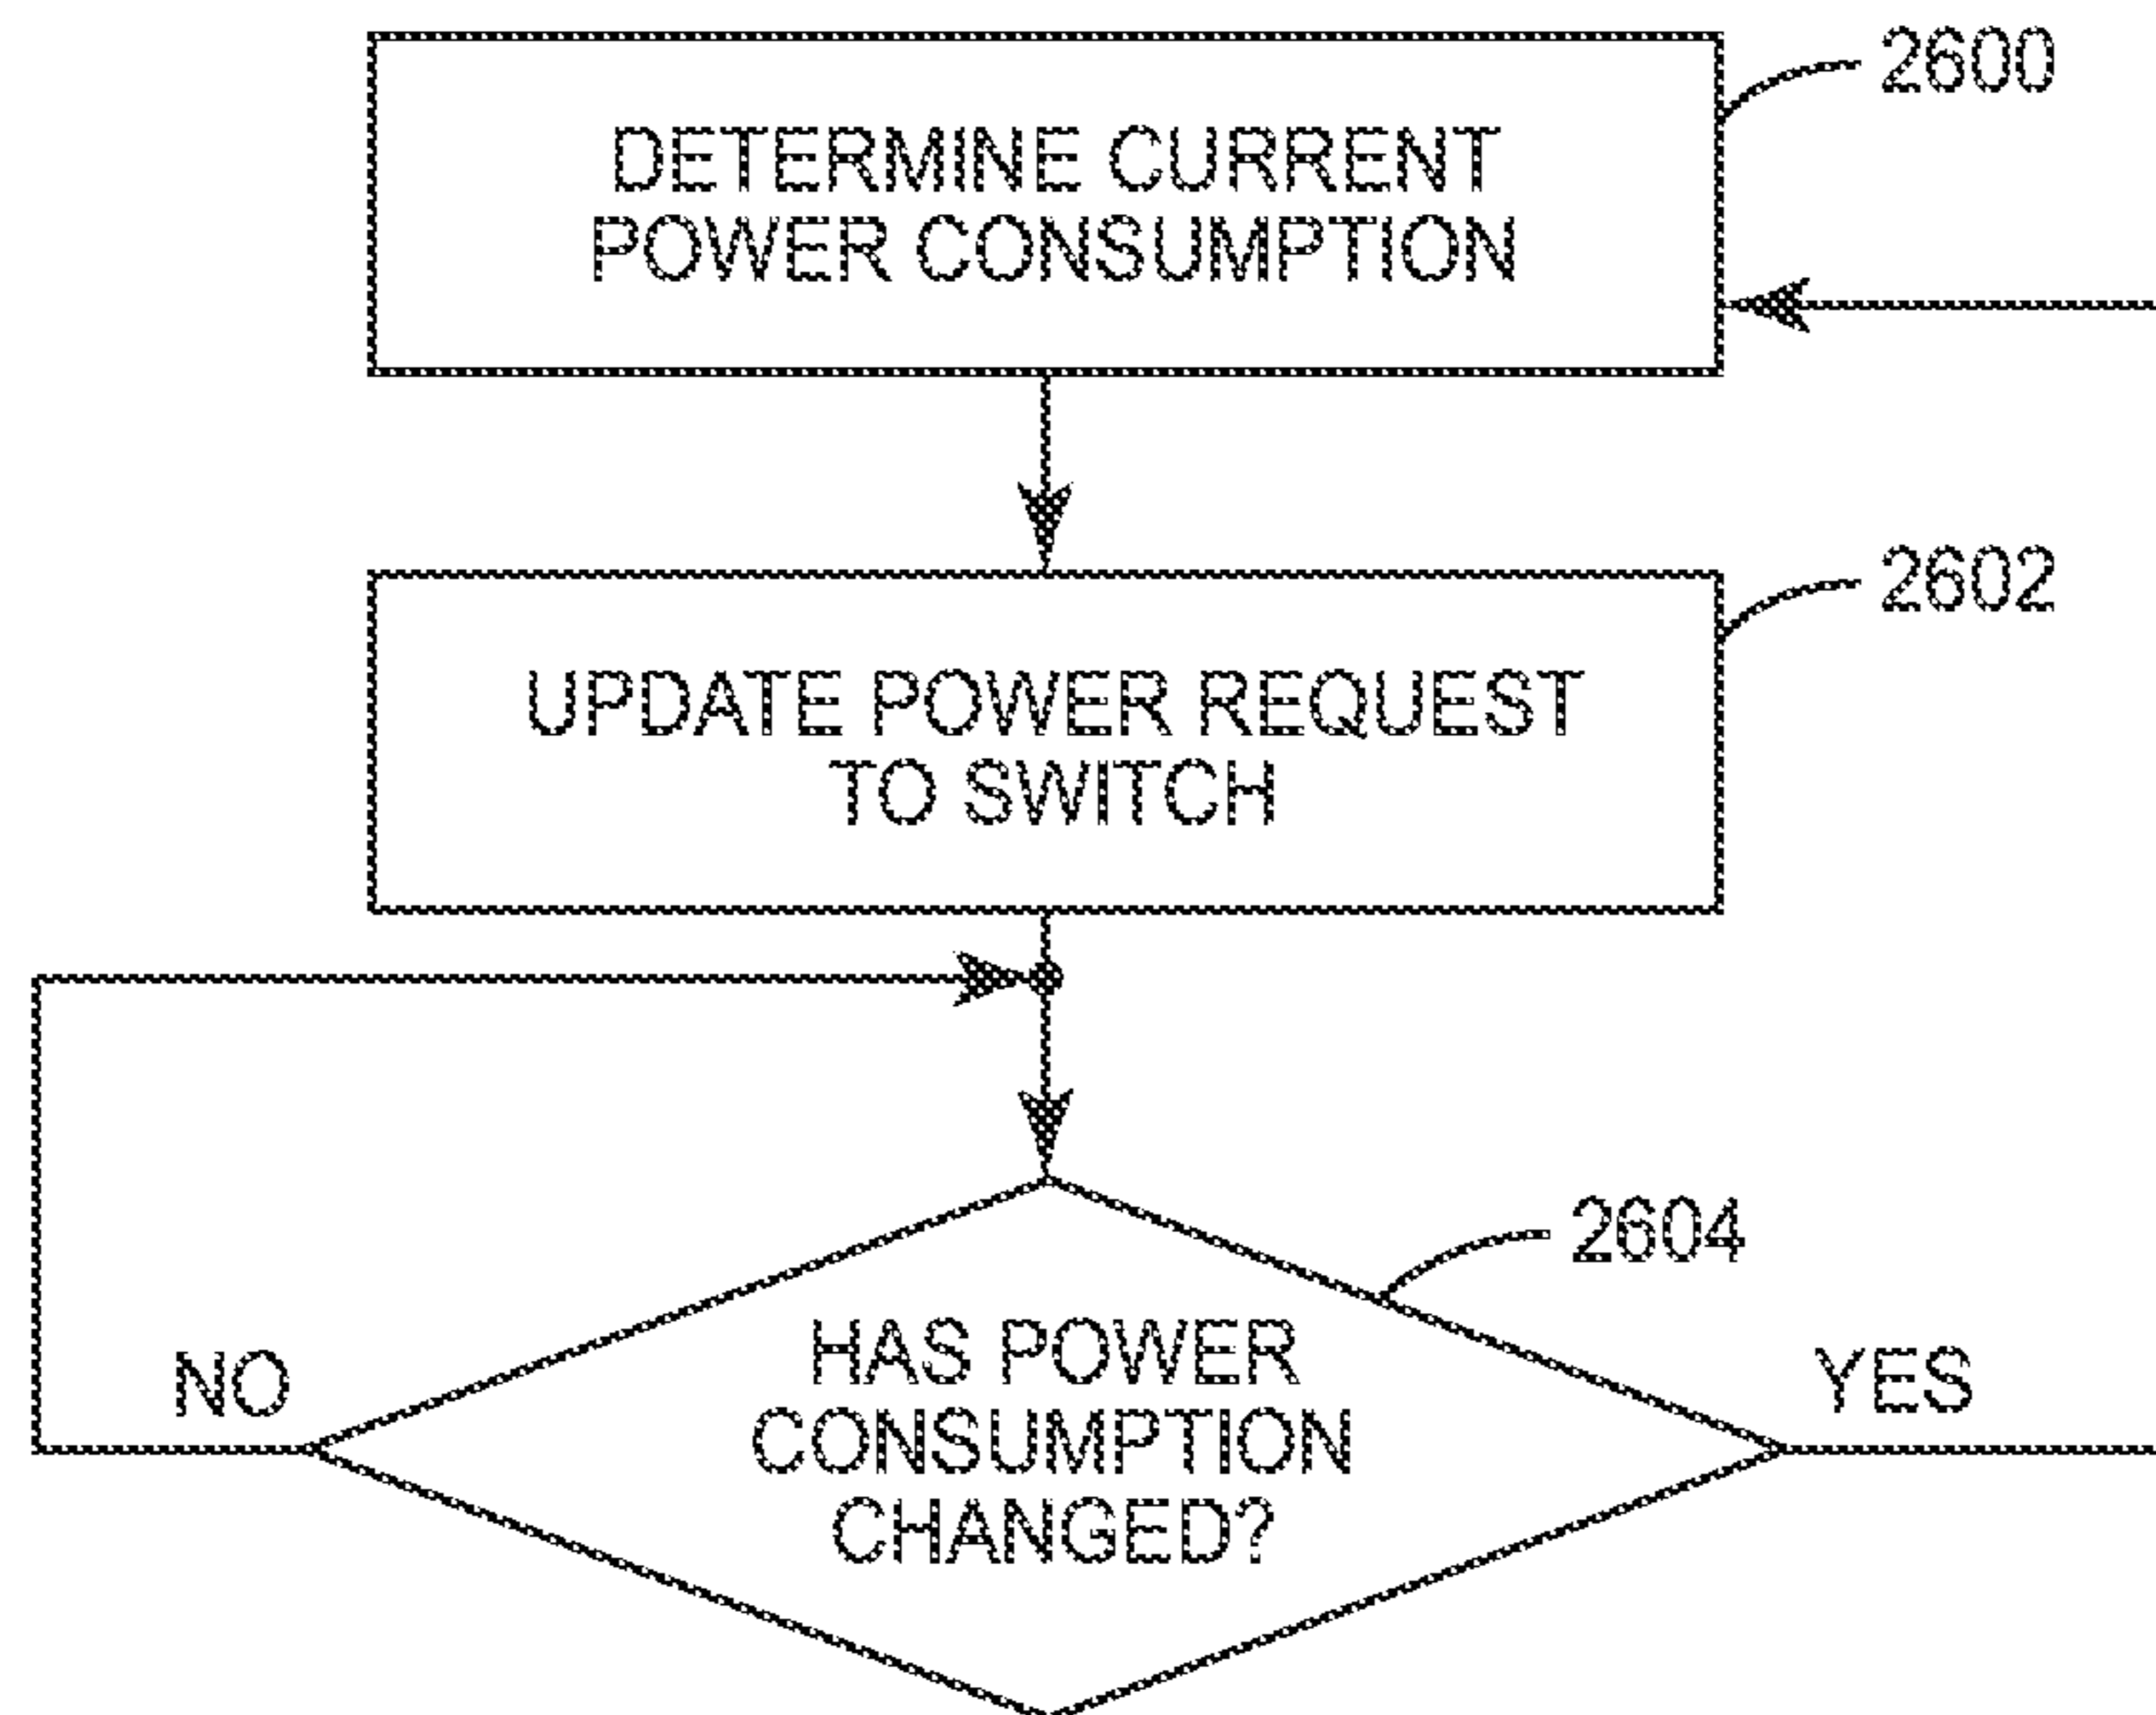 2600
DETERMINE CURRENT
POWER CONSUMPTION
2602
UPDATE POWER REQUEST
TO SWITCH
2604
HAS POWER
CONSUMPTION
CHANGED?
NO
YES